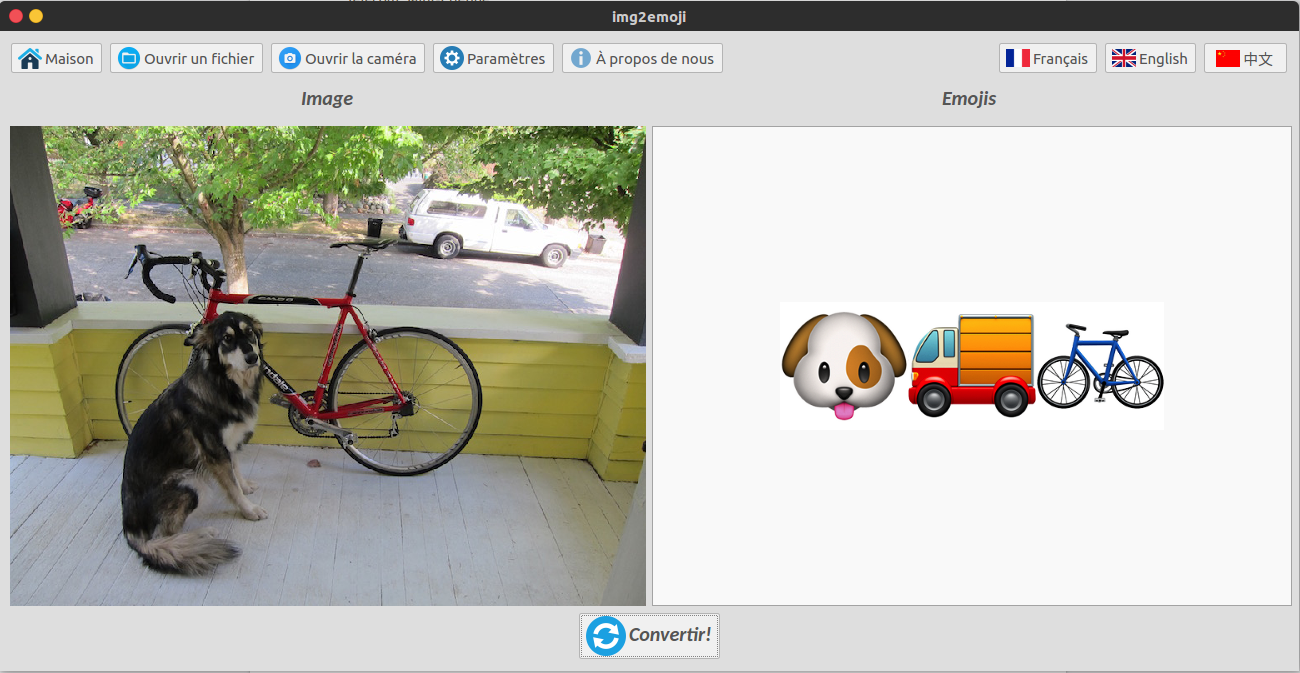 img2emoji
Maison Ouvrir un fichier Ouvrir la caméra Paramètres À propos de nous Français English 中文
Image Emojis
Convertir!